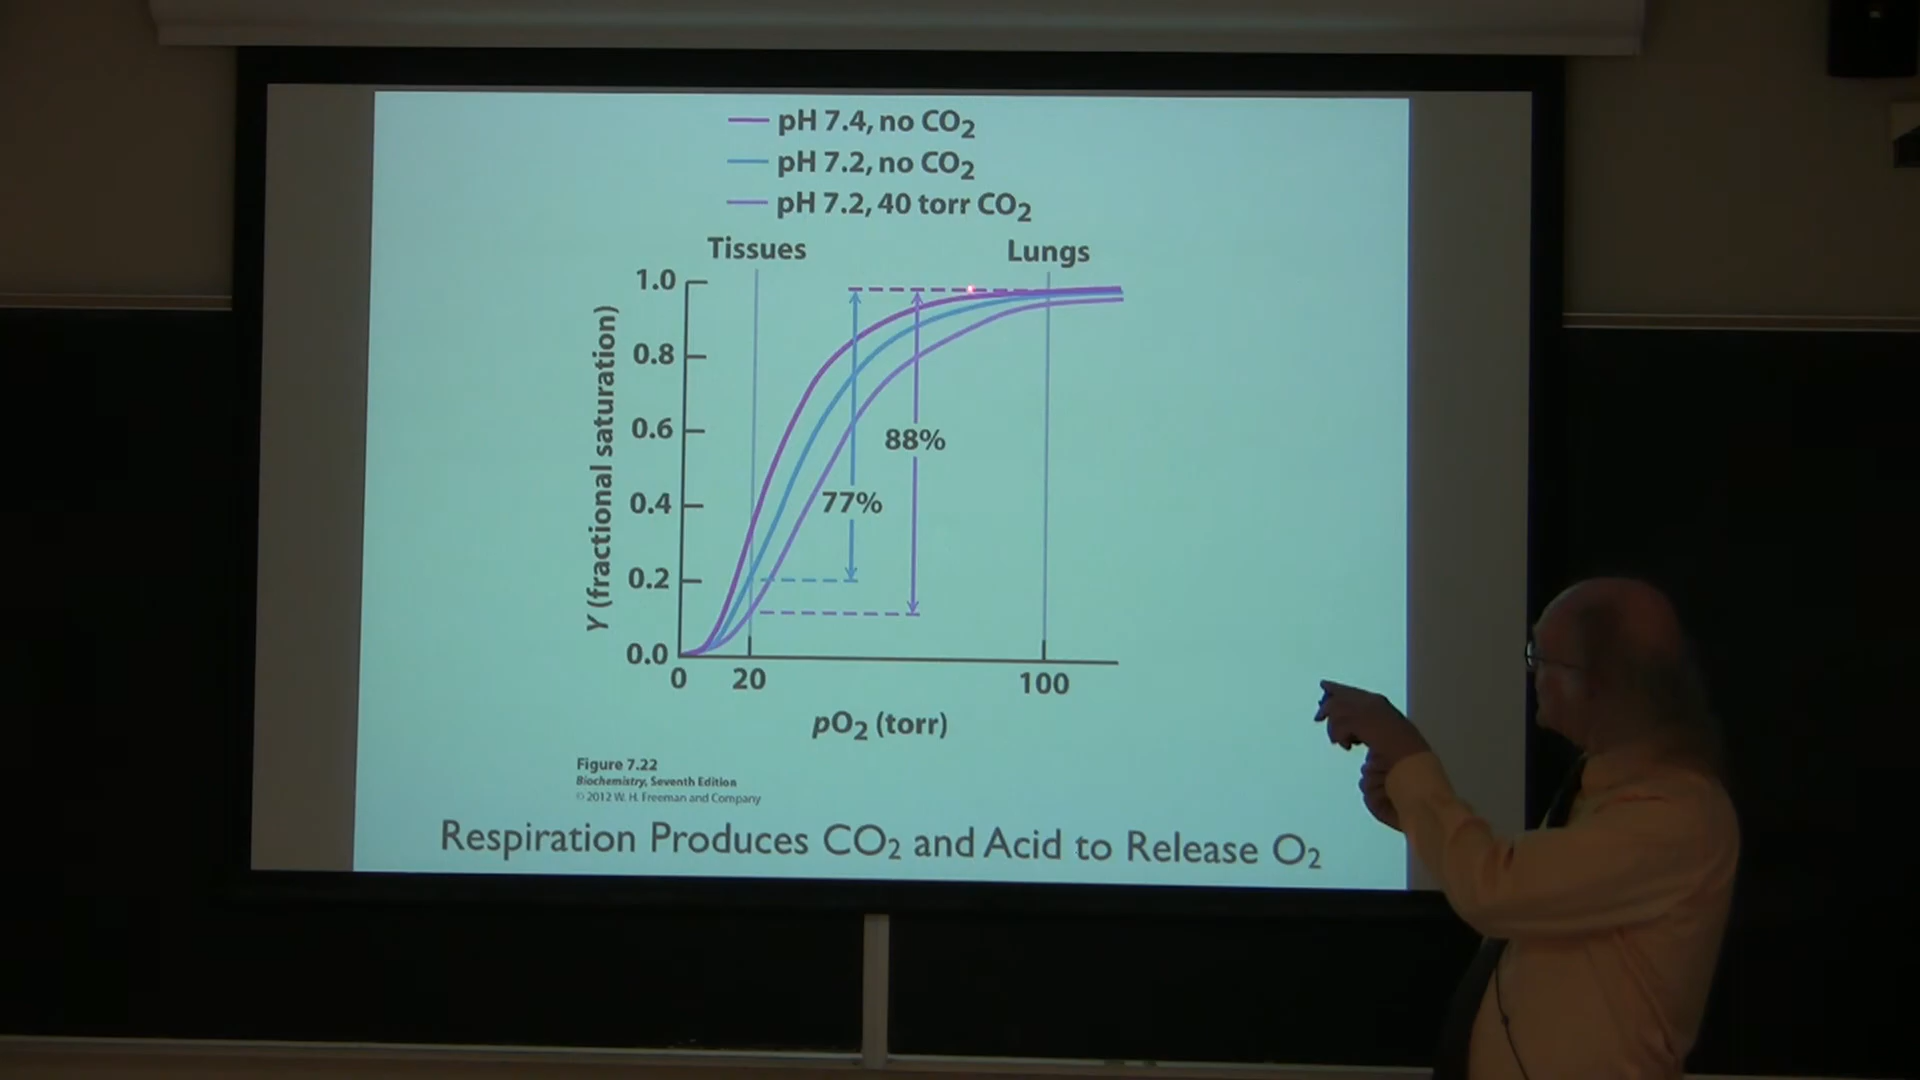 pH 7.4, no CO2
pH 7.2, no CO2
pH 7.2, 40 torr CO2
Tissues
Lungs
1.0
0.8
0.6
0.4
0.2
0.0
Y (fractional saturation)
88%
77%
0
20
100
pO2 (torr)
Figure 7.22
Biochemistry, Seventh Edition
© 2012 W. H. Freeman and Company
Respiration Produces CO2 and Acid to Release O2